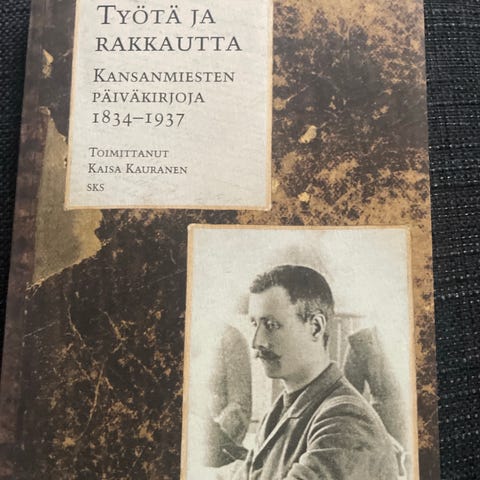 Työtä ja
rakkautta
Kansanmiesten
päiväkirjoja
1834–1937
Toimittanut
Kaisa Kauranen
SKS